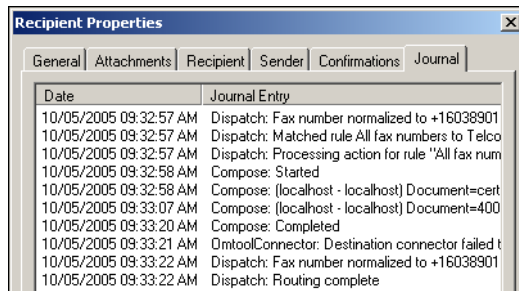 Recipient Properties
General Attachments Recipient Sender Confirmations Journal
Date Journal Entry
10/05/2005 09:32:57 AM Dispatch: Fax number normalized to +16038901
10/05/2005 09:32:57 AM Dispatch: Matched rule All fax numbers to Telco
10/05/2005 09:32:57 AM Dispatch: Processing action for rule "All fax num
10/05/2005 09:32:58 AM Compose: Started
10/05/2005 09:32:58 AM Compose: (localhost - localhost) Document=cert
10/05/2005 09:33:07 AM Compose: (localhost - localhost) Document=400
10/05/2005 09:33:20 AM Compose: Completed
10/05/2005 09:33:21 AM OmtoolConnector: Destination connector failed t
10/05/2005 09:33:22 AM Dispatch: Fax number normalized to +16038901
10/05/2005 09:33:22 AM Dispatch: Routing complete